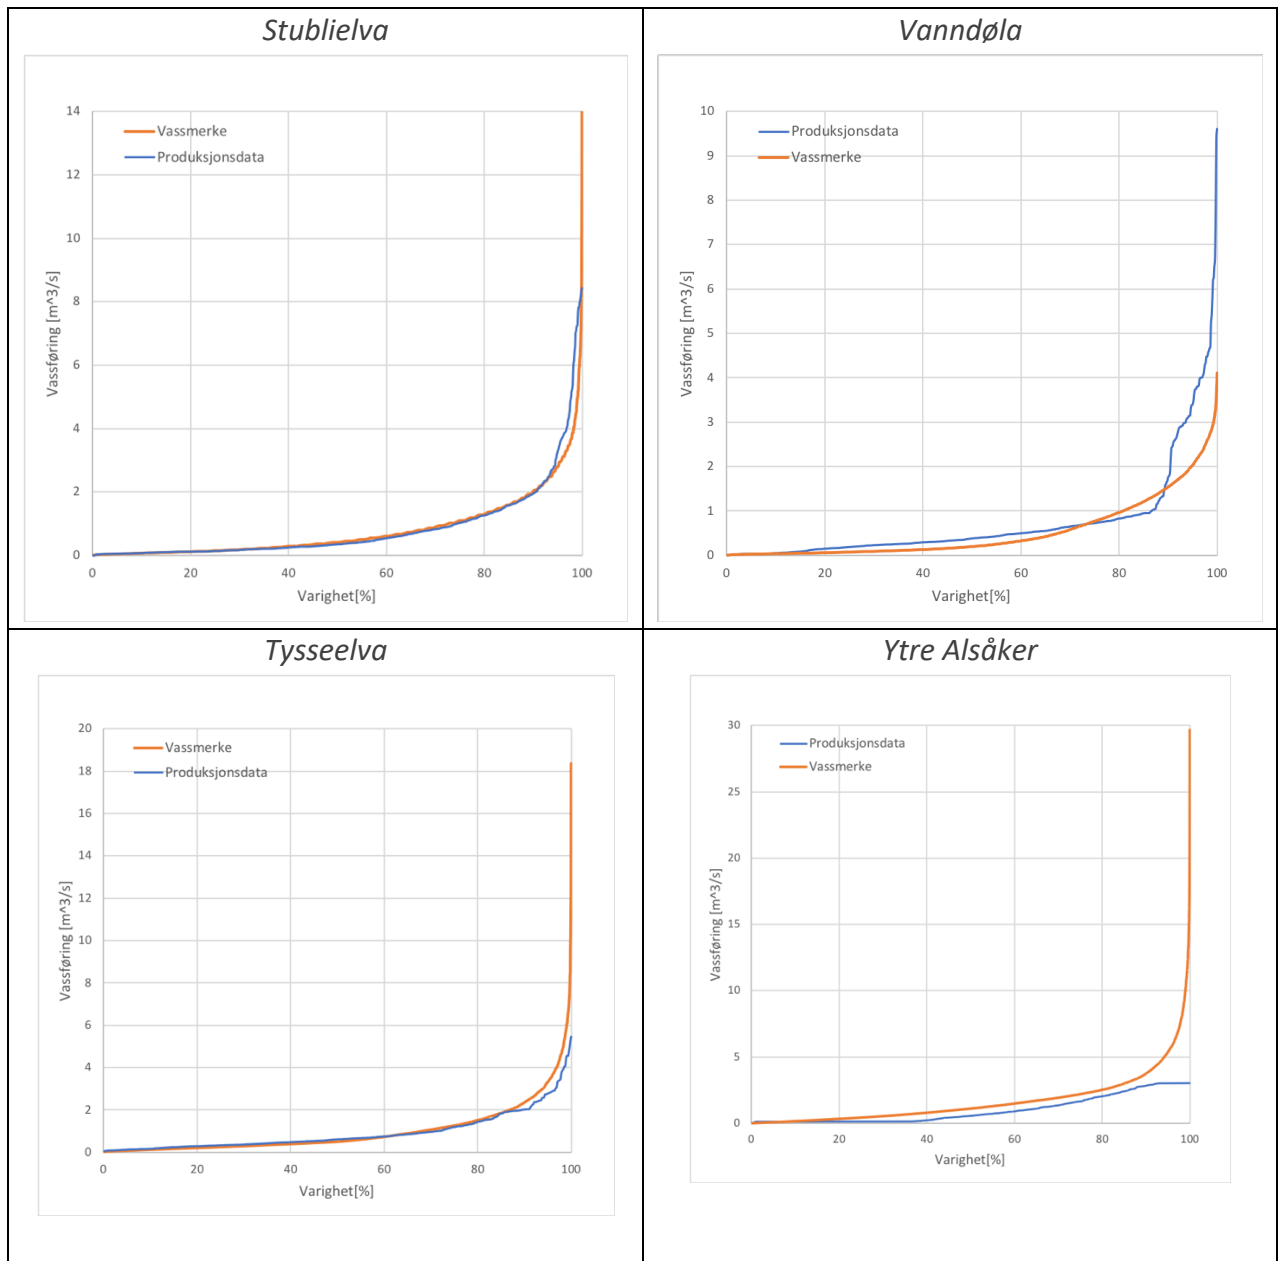 Stublielva
14
12
10
8
6
4
2
0
Vassføring [m^3/s]
Vassmerke
Produksjonsdata
0 20 40 60 80 100
Varighet[%]
Vanndøla
10
9
8
7
6
5
4
3
2
1
0
Vassføring [m^3/s]
Produksjonsdata
Vassmerke
0 20 40 60 80 100
Varighet[%]
Tysseelva
20
18
16
14
12
10
8
6
4
2
0
Vassføring [m^3/s]
Vassmerke
Produksjonsdata
0 20 40 60 80 100
Varighet[%]
Ytre Alsåker
30
25
20
15
10
5
0
Vassføring [m^3/s]
Produksjonsdata
Vassmerke
0 20 40 60 80 100
Varighet[%]